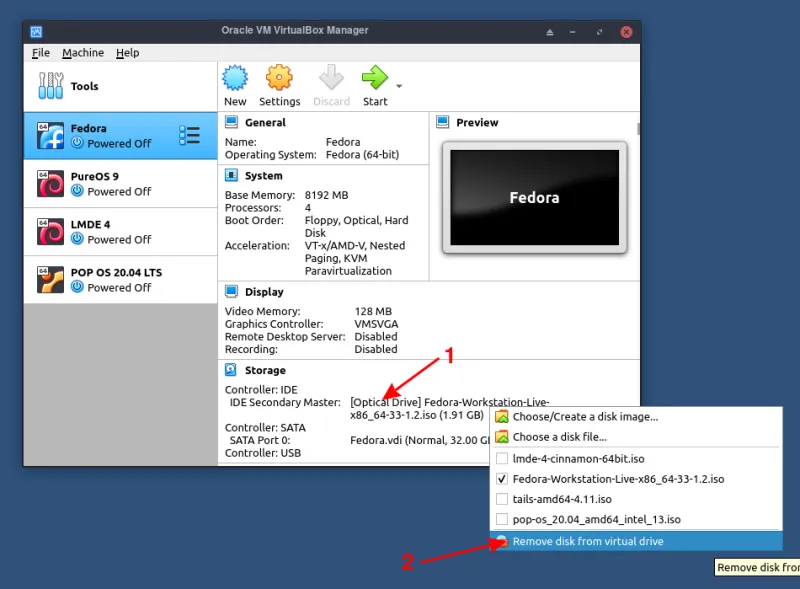 Oracle VM VirtualBox Manager
File Machine Help
Tools
New Settings Discard Start
64 Fedora
Powered Off
64 PureOS 9
Powered Off
64 LMDE 4
Powered Off
64 POP OS 20.04 LTS
Powered Off
General
Name: Fedora
Operating System: Fedora (64-bit)
System
Base Memory: 8192 MB
Processors: 4
Boot Order: Floppy, Optical, Hard
Disk
Acceleration: VT-x/AMD-V, Nested
Paging, KVM
Paravirtualization
Preview
Fedora
Display
Video Memory: 128 MB
Graphics Controller: VMSVGA
Remote Desktop Server: Disabled
Recording: Disabled
1
Storage
Controller: IDE
IDE Secondary Master: [Optical Drive] Fedora-Workstation-Live-
x86_64-33-1.2.iso (1.91 GB)
Controller: SATA
SATA Port 0: Fedora.vdi (Normal, 32.00 G
Controller: USB
Choose/Create a disk image...
Choose a disk file...
lmde-4-cinnamon-64bit.iso
Fedora-Workstation-Live-x86_64-33-1.2.iso
tails-amd64-4.11.iso
pop-os_20.04_amd64_intel_13.iso
2
Remove disk from virtual drive
Remove disk from